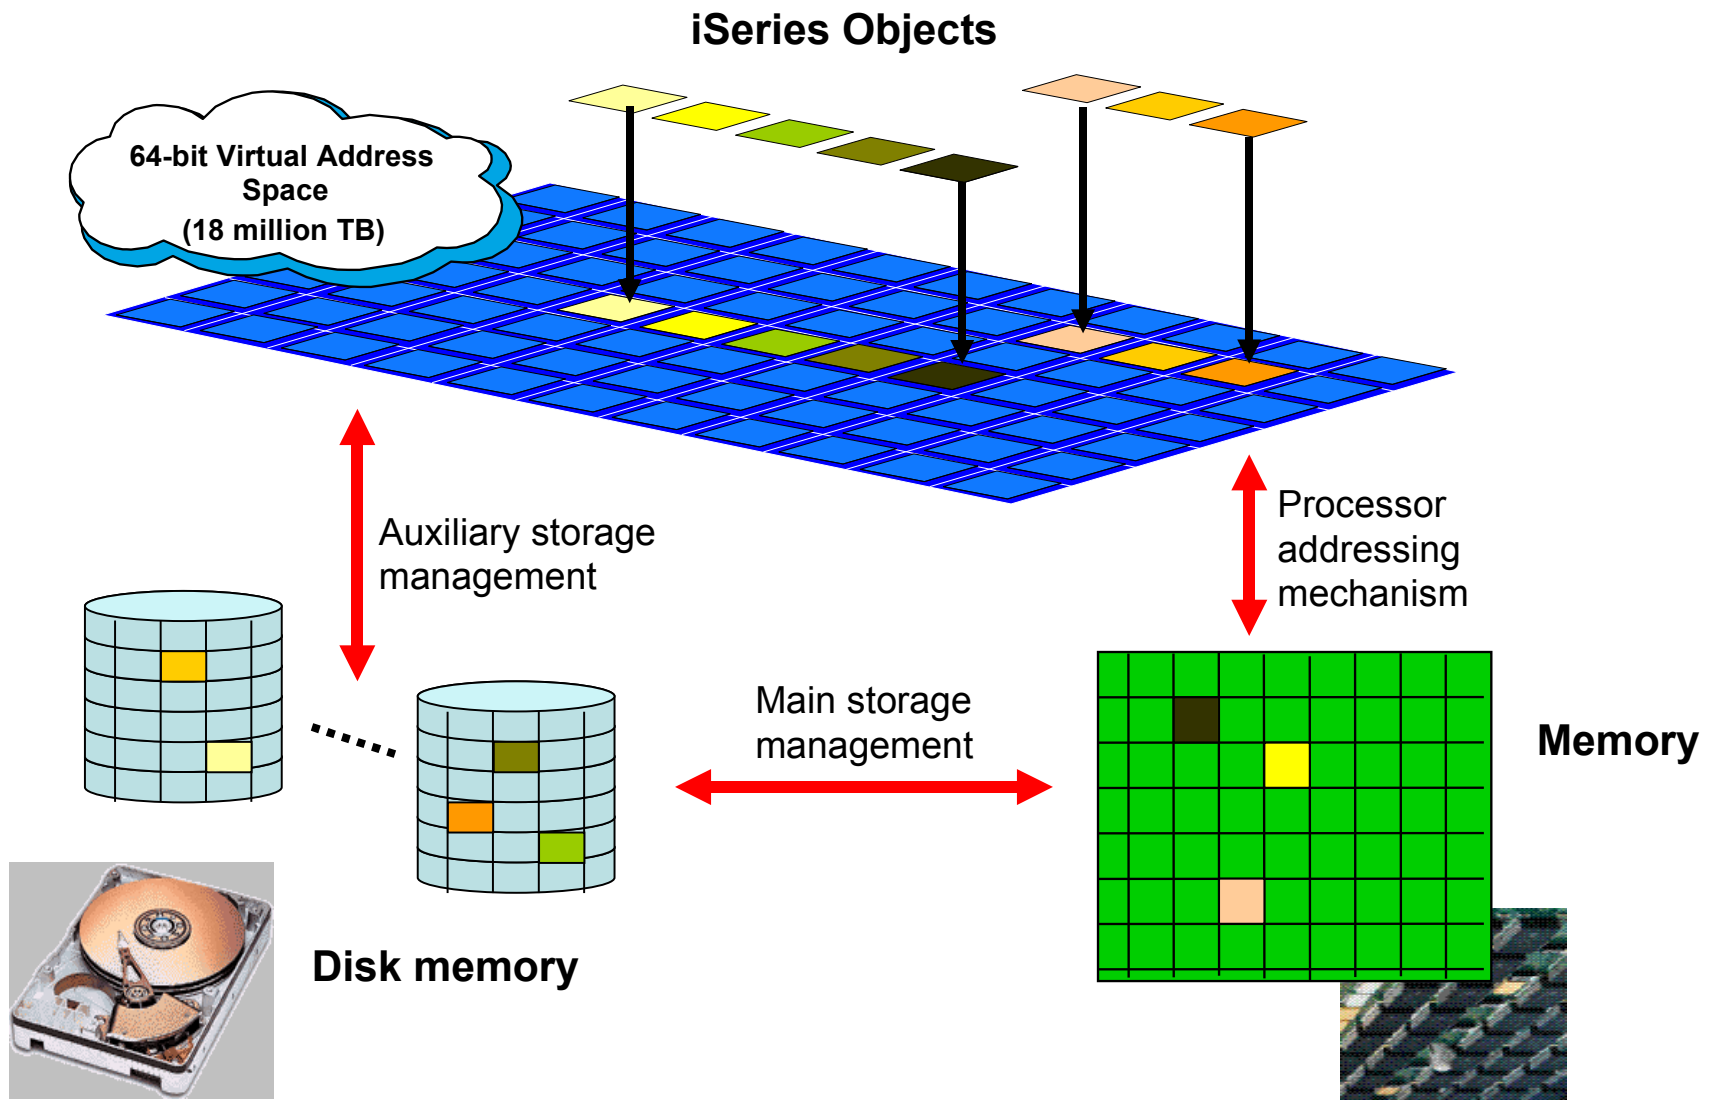 iSeries Objects
64-bit Virtual Address
Space
(18 million TB)
Auxiliary storage
management
Processor
addressing
mechanism
Main storage
management
Memory
Disk memory